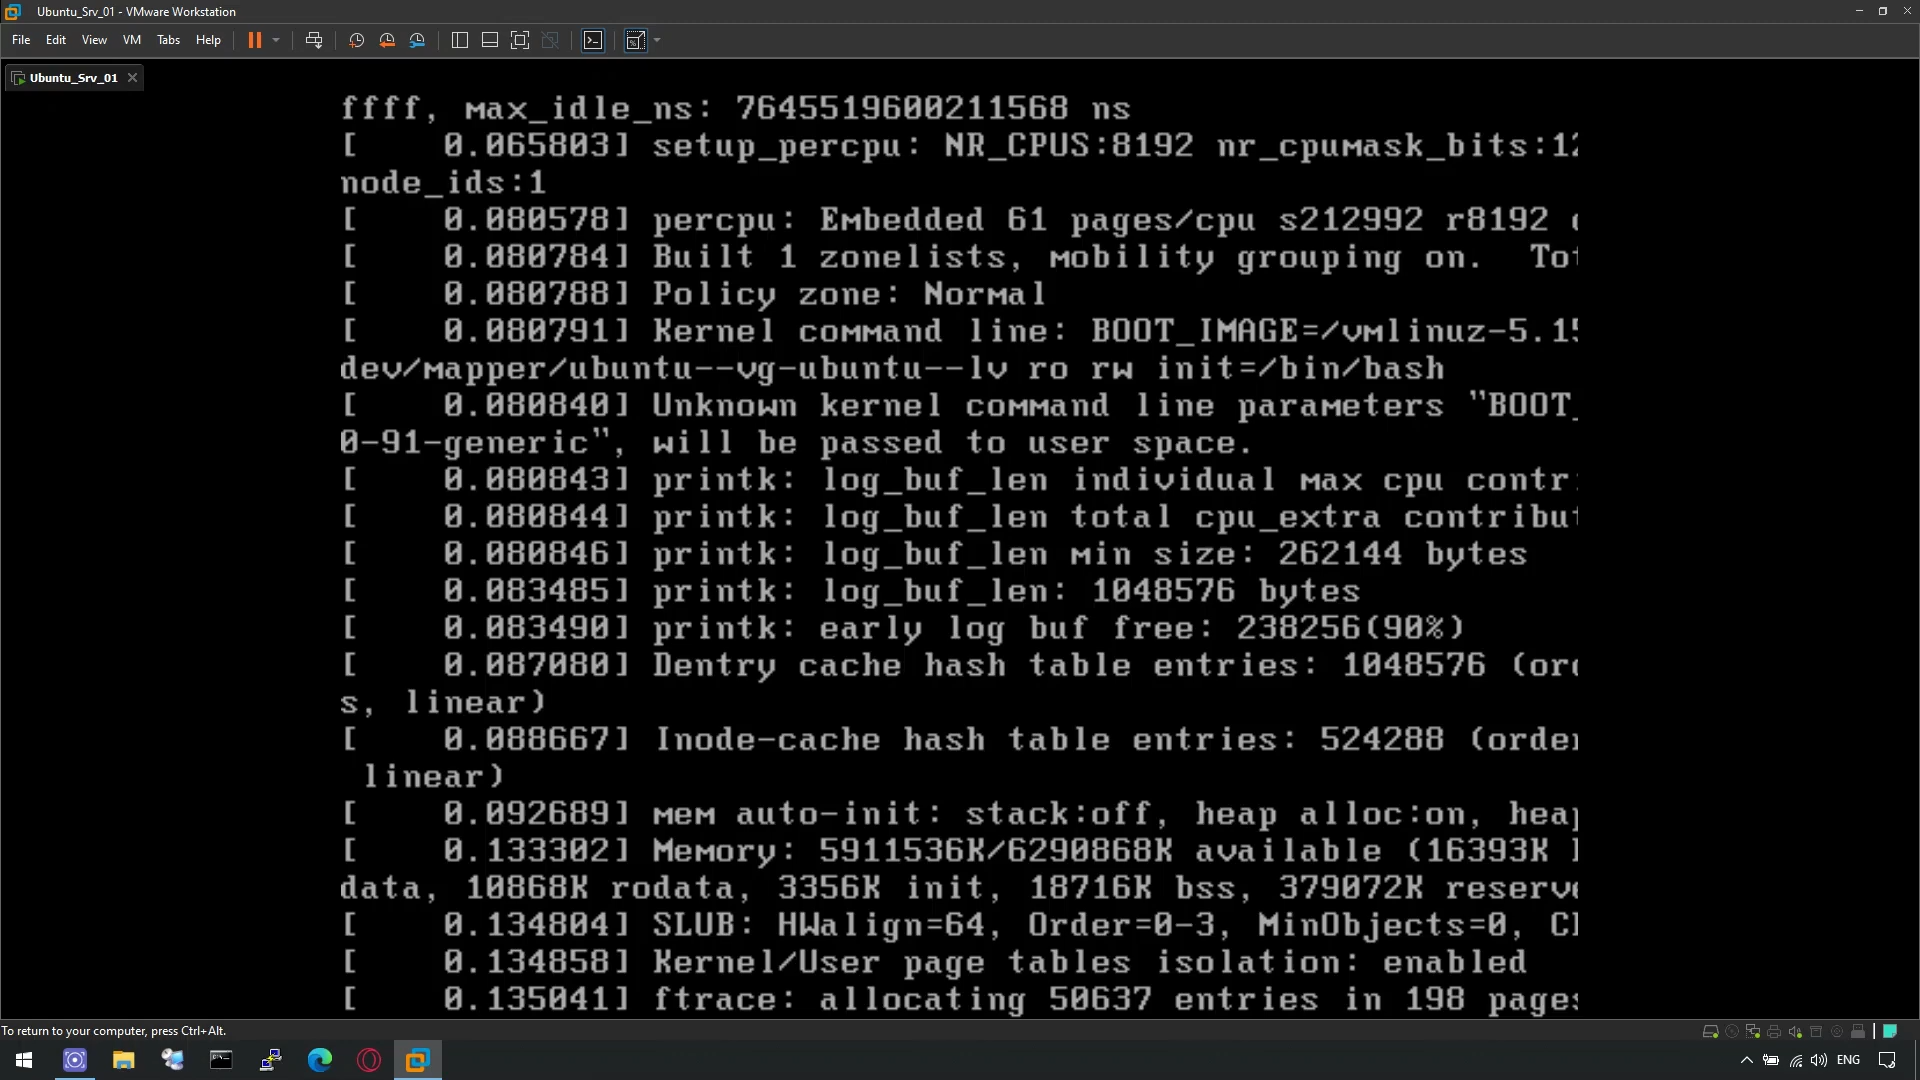 Ubuntu_Srv_01 - VMware Workstation
File Edit View VM Tabs Help
Ubuntu_Srv_01
ffff, max_idle_ns: 7645519600211568 ns
[    0.065803] setup_percpu: NR_CPUS:8192 nr_cpumask_bits:12
node_ids:1
[    0.080578] percpu: Embedded 61 pages/cpu s212992 r8192
[    0.080784] Built 1 zonelists, mobility grouping on.  Tot
[    0.080788] Policy zone: Normal
[    0.080791] Kernel command line: BOOT_IMAGE=/vmlinuz-5.15
dev/mapper/ubuntu--vg-ubuntu--lv ro rw init=/bin/bash
[    0.080840] Unknown kernel command line parameters "BOOT_
0-91-generic", will be passed to user space.
[    0.080843] printk: log_buf_len individual max cpu contri
[    0.080844] printk: log_buf_len total cpu_extra contribut
[    0.080846] printk: log_buf_len min size: 262144 bytes
[    0.083485] printk: log_buf_len: 1048576 bytes
[    0.083490] printk: early log buf free: 238256(90%)
[    0.087080] Dentry cache hash table entries: 1048576 (ord
s, linear)
[    0.088667] Inode-cache hash table entries: 524288 (order
linear)
[    0.092689] mem auto-init: stack:off, heap alloc:on, heap
[    0.133302] Memory: 5911536K/6290868K available (16393K
data, 10868K rodata, 3356K init, 18716K bss, 379072K reserve
[    0.134804] SLUB: HWalign=64, Order=0-3, MinObjects=0, C
[    0.134858] Kernel/User page tables isolation: enabled
[    0.135041] ftrace: allocating 50637 entries in 198 pages
To return to your computer, press Ctrl+Alt.
ENG